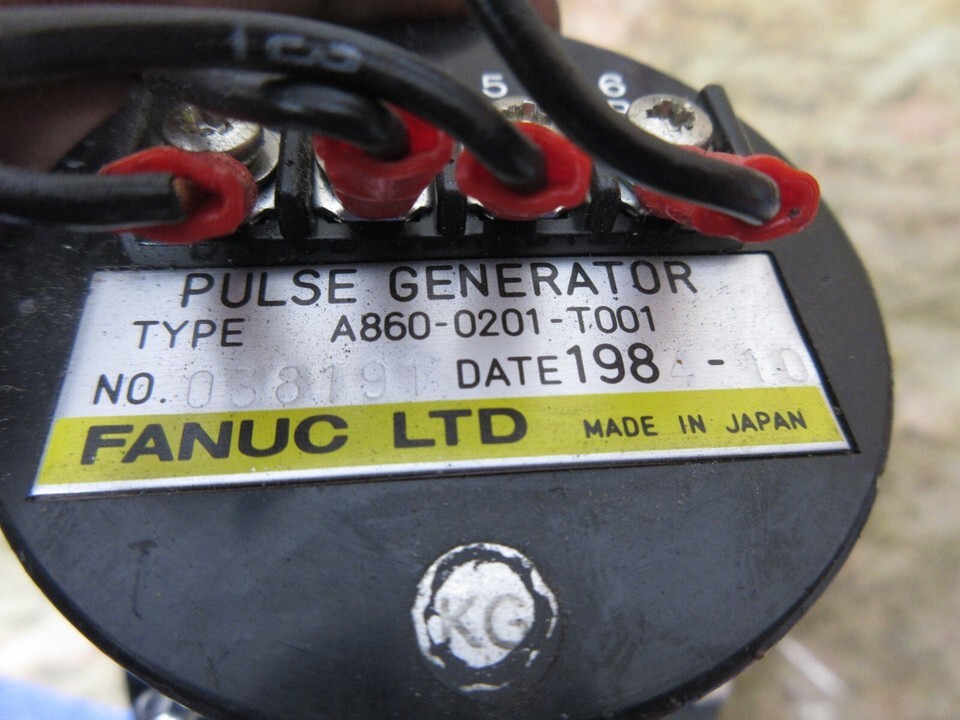 5 6
PULSE GENERATOR
TYPE A860-0201-T001
NO. 038191 DATE 1984-10
FANUC LTD MADE IN JAPAN
KG